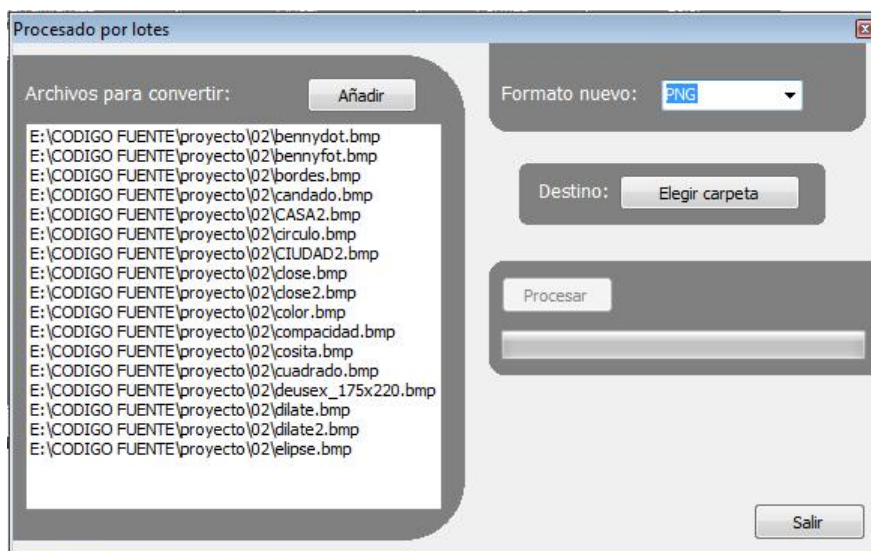 Procesado por lotes
Archivos para convertir:
Añadir
E:\CODIGO FUENTE\proyecto\02\bennydot.bmp
E:\CODIGO FUENTE\proyecto\02\bennyfot.bmp
E:\CODIGO FUENTE\proyecto\02\bordes.bmp
E:\CODIGO FUENTE\proyecto\02\candado.bmp
E:\CODIGO FUENTE\proyecto\02\CASA2.bmp
E:\CODIGO FUENTE\proyecto\02\circulo.bmp
E:\CODIGO FUENTE\proyecto\02\CIUDAD2.bmp
E:\CODIGO FUENTE\proyecto\02\close.bmp
E:\CODIGO FUENTE\proyecto\02\close2.bmp
E:\CODIGO FUENTE\proyecto\02\color.bmp
E:\CODIGO FUENTE\proyecto\02\compacidad.bmp
E:\CODIGO FUENTE\proyecto\02\cosita.bmp
E:\CODIGO FUENTE\proyecto\02\cuadrado.bmp
E:\CODIGO FUENTE\proyecto\02\deusex_175x220.bmp
E:\CODIGO FUENTE\proyecto\02\dilate.bmp
E:\CODIGO FUENTE\proyecto\02\dilate2.bmp
E:\CODIGO FUENTE\proyecto\02\elipse.bmp
Formato nuevo:
PNG
Destino:
Elegir carpeta
Procesar
Salir